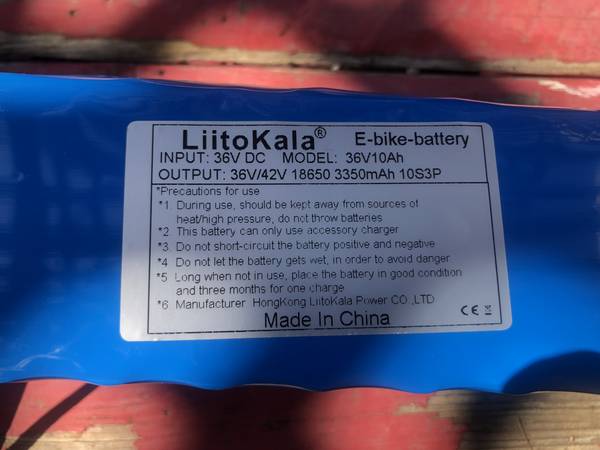 LiitoKala® E-bike-battery
INPUT: 36V DC MODEL: 36V10Ah
OUTPUT: 36V/42V 18650 3350mAh 10S3P
*Precautions for use
*1 During use, should be kept away from sources of
heat/high pressure, do not throw batteries
*2 This battery can only use accessory charger
*3 Do not short-circuit the battery positive and negative
*4 Do not let the battery gets wet, in order to avoid danger
*5 Long when not in use, place the battery in good condition
and three months for one charge
*6 Manufacturer HongKong LiitoKala Power CO.,LTD
Made In China
CE